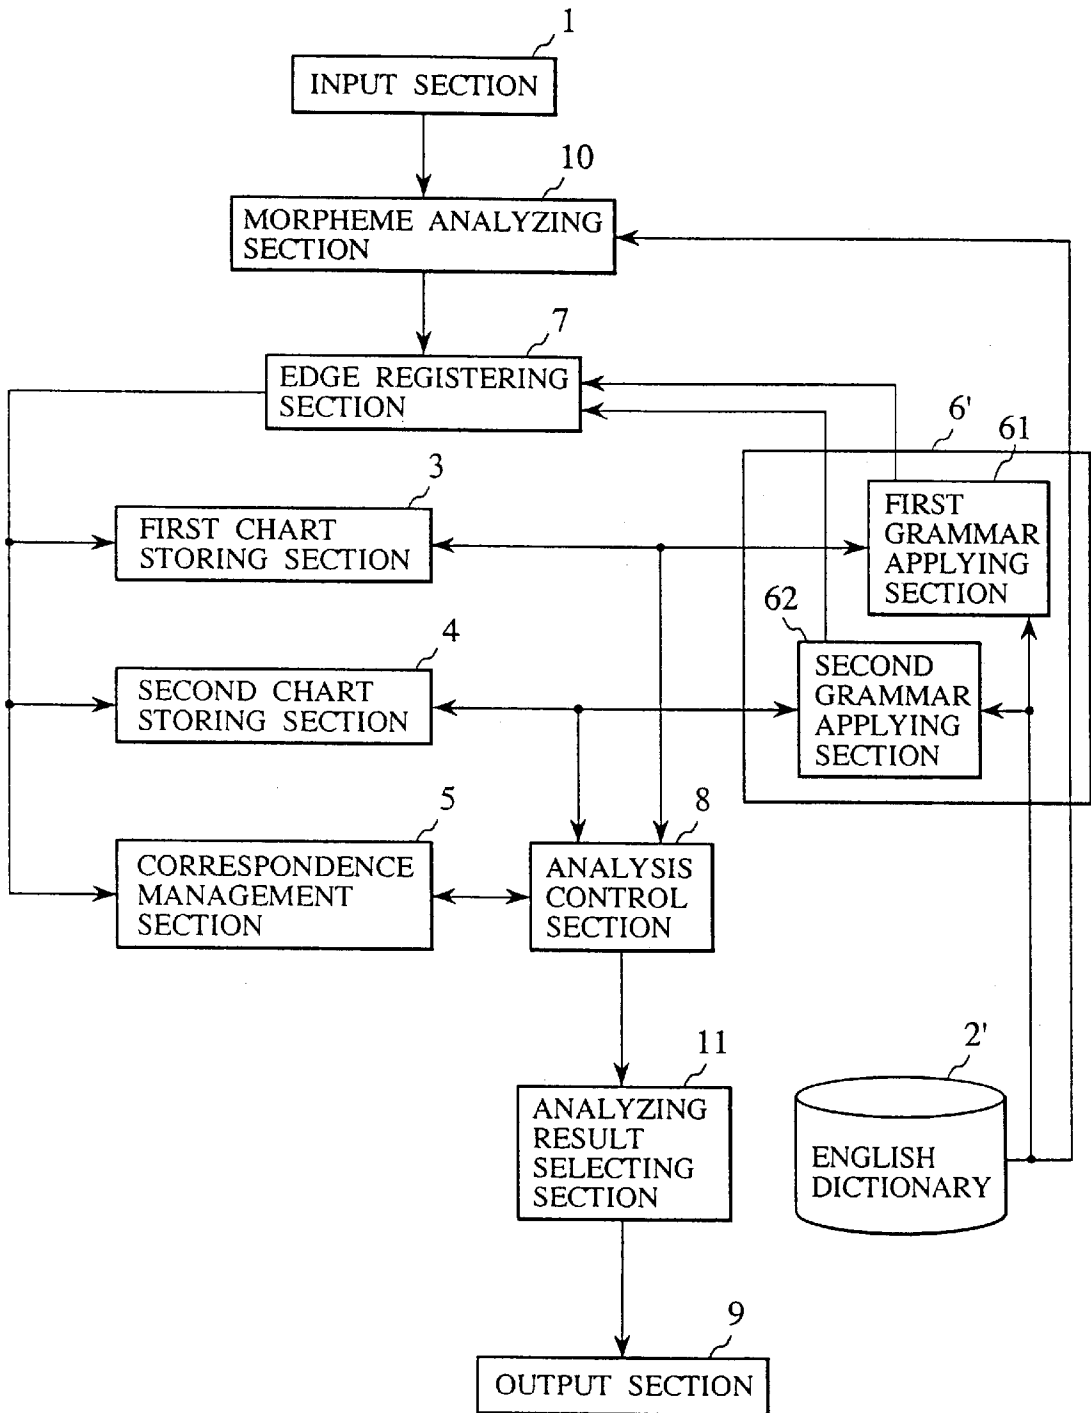 1
INPUT SECTION
10
MORPHEME ANALYZING
SECTION
7
EDGE REGISTERING
SECTION
6'
61
FIRST
GRAMMAR
APPLYING
SECTION
3
FIRST CHART
STORING SECTION
62
SECOND
GRAMMAR
APPLYING
SECTION
4
SECOND CHART
STORING SECTION
5
CORRESPONDENCE
MANAGEMENT
SECTION
8
ANALYSIS
CONTROL
SECTION
11
ANALYZING
RESULT
SELECTING
SECTION
2'
ENGLISH
DICTIONARY
9
OUTPUT SECTION